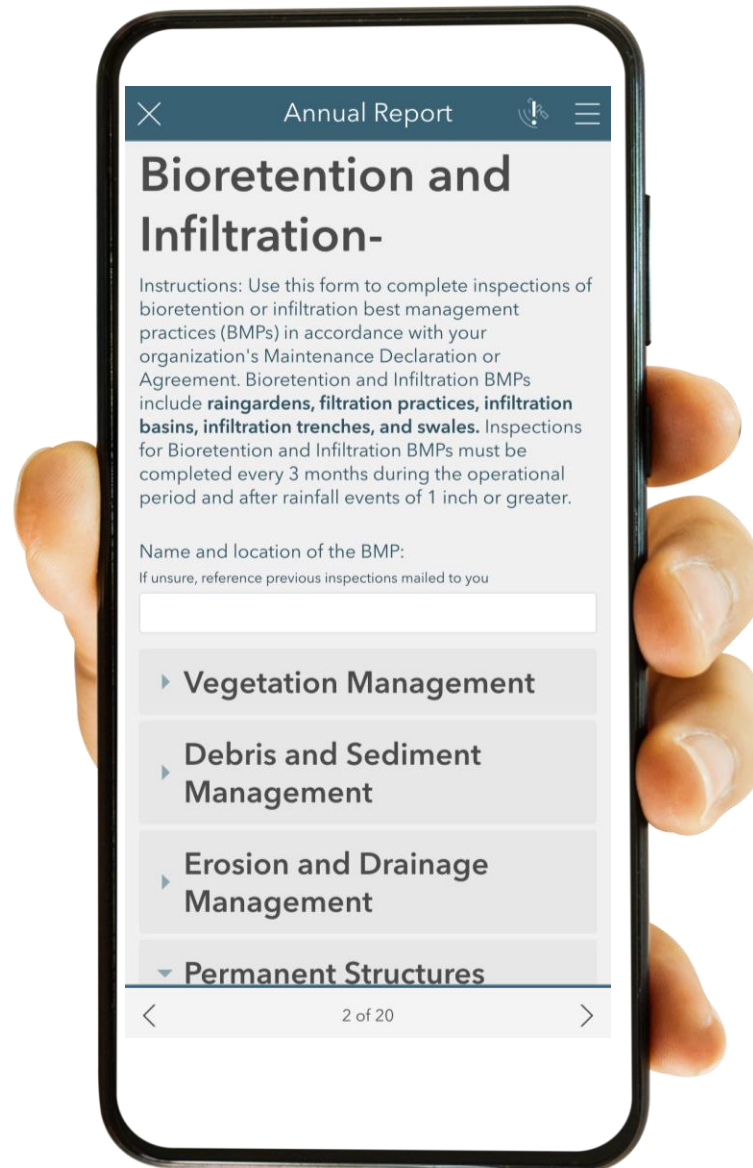 Annual Report
Bioretention and
Infiltration-
Instructions: Use this form to complete inspections of
bioretention or infiltration best management
practices (BMPs) in accordance with your
organization's Maintenance Declaration or
Agreement. Bioretention and Infiltration BMPs
include raingardens, filtration practices, infiltration
basins, infiltration trenches, and swales. Inspections
for Bioretention and Infiltration BMPs must be
completed every 3 months during the operational
period and after rainfall events of 1 inch or greater.
Name and location of the BMP:
If unsure, reference previous inspections mailed to you
Vegetation Management
Debris and Sediment
Management
Erosion and Drainage
Management
Permanent Structures
2 of 20